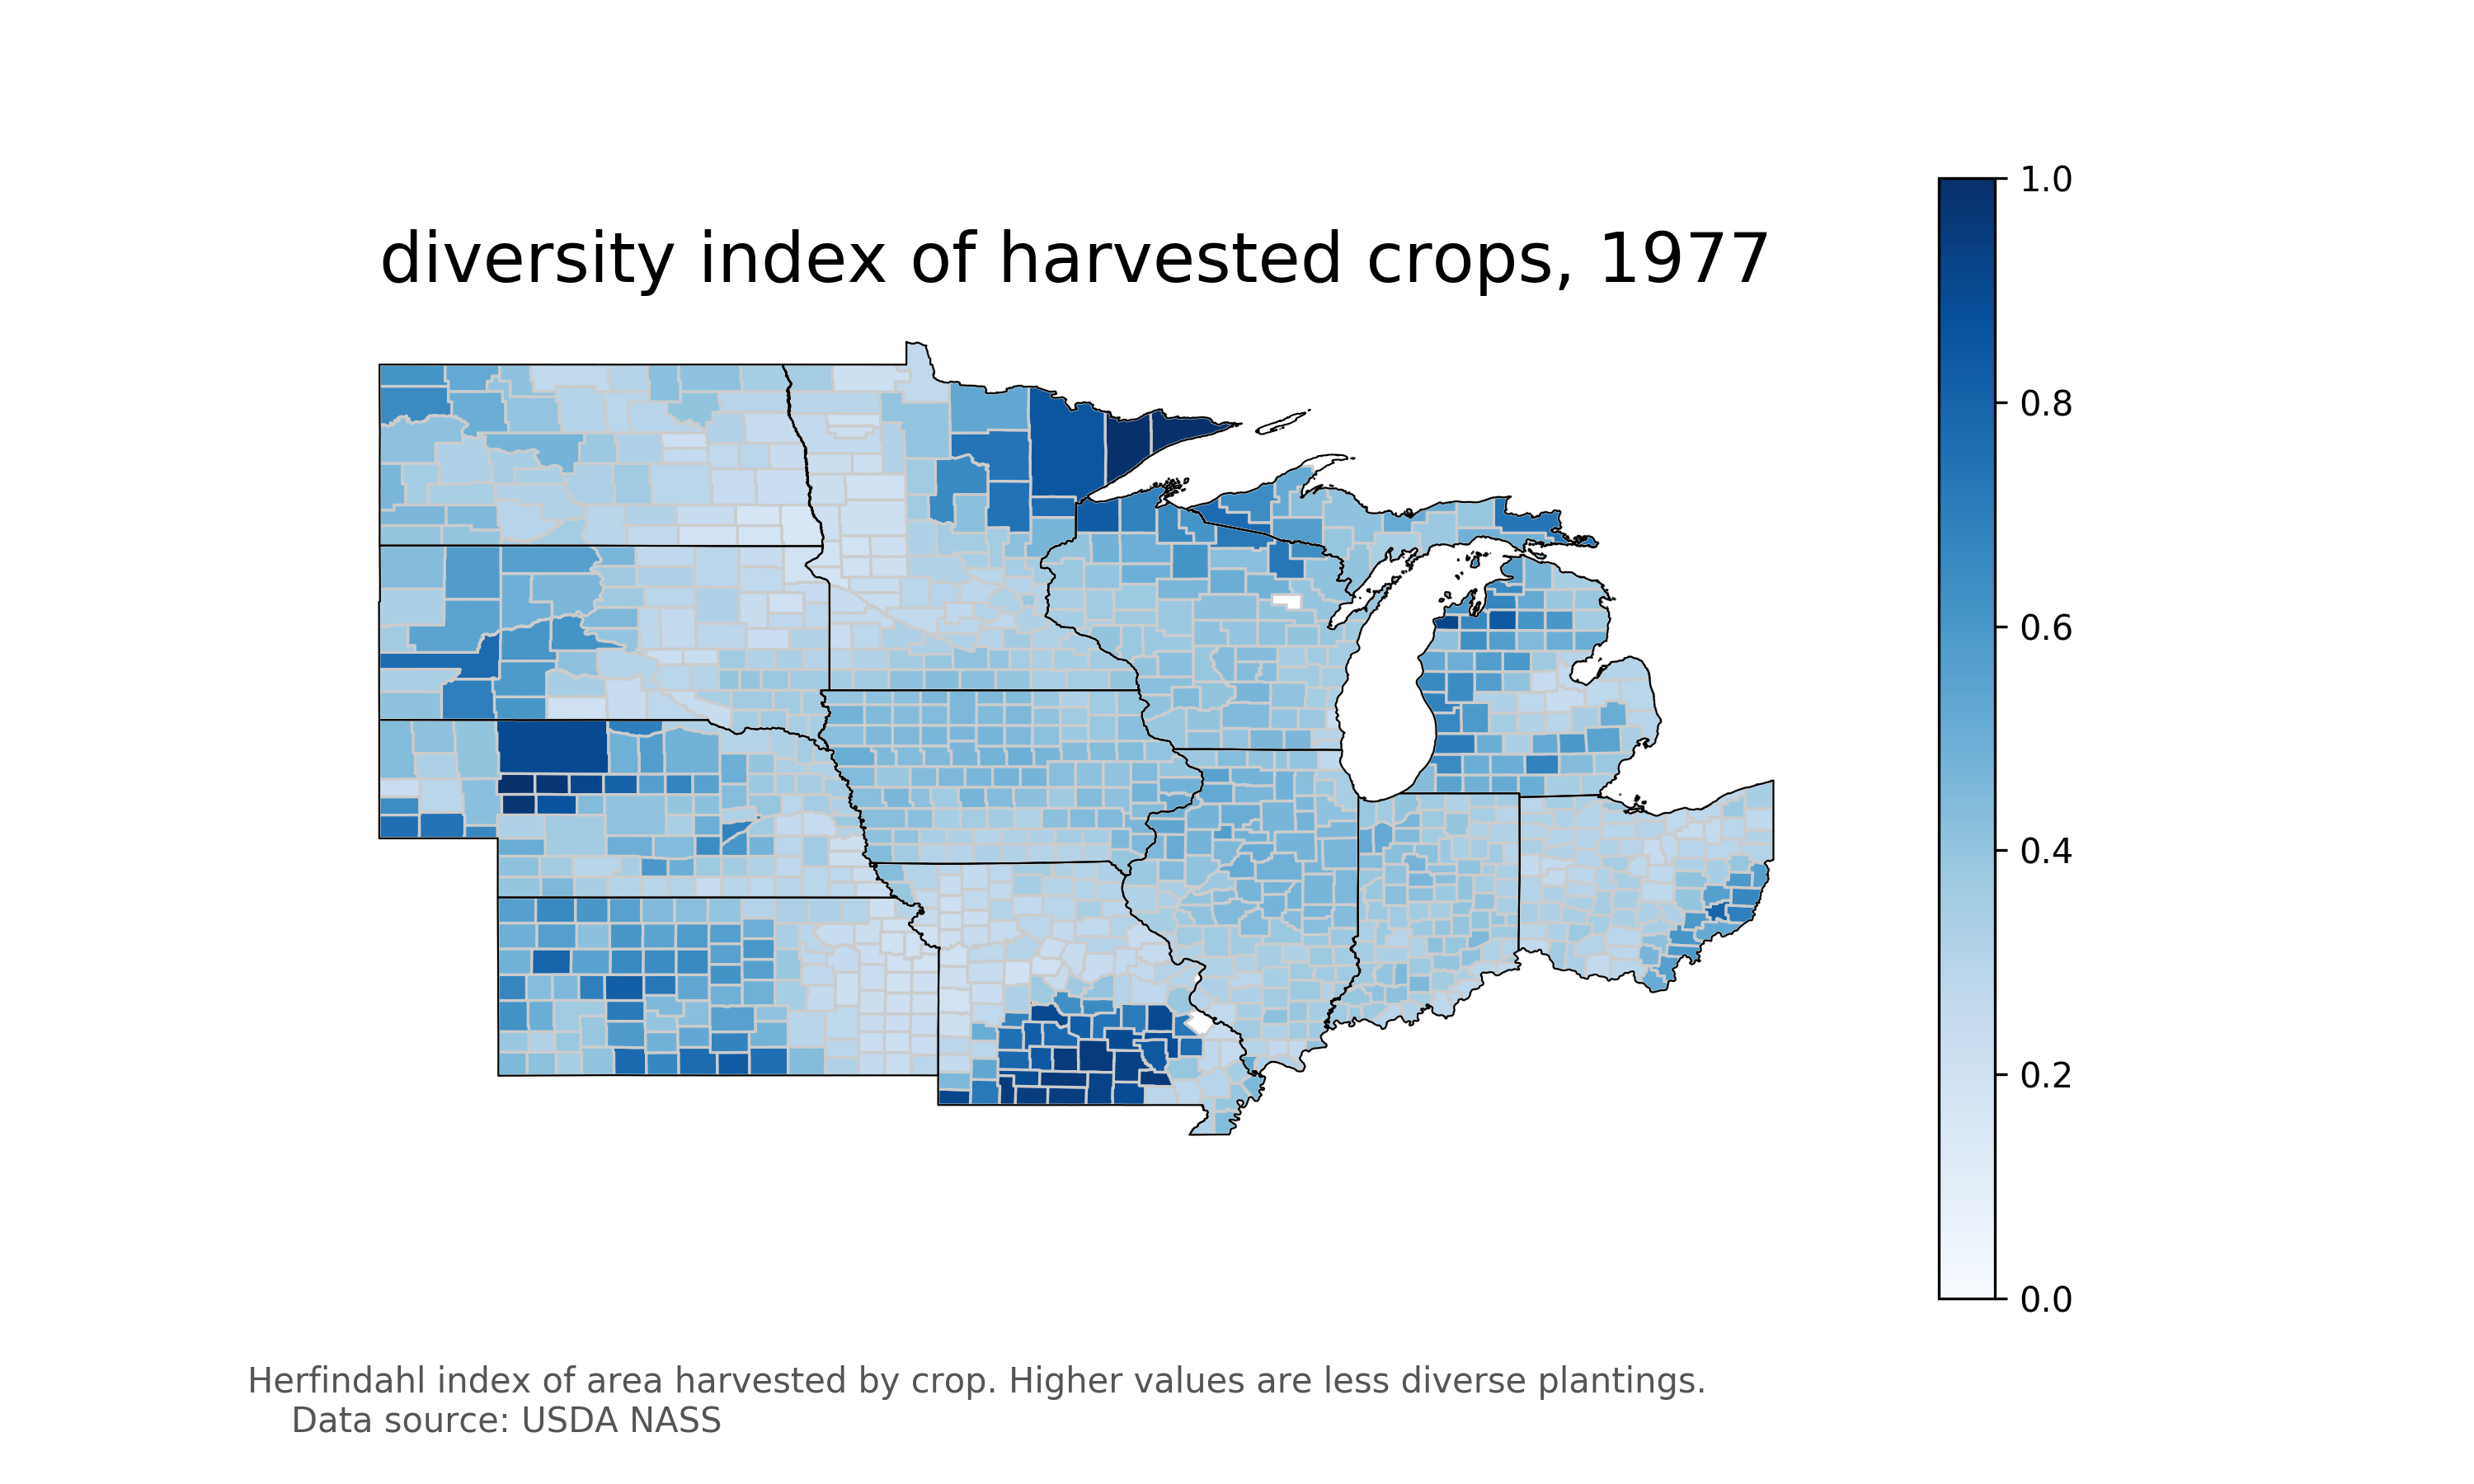 diversity index of harvested crops, 1977
1.0
0.8
0.6
0.4
0.2
0.0
Herfindahl index of area harvested by crop. Higher values are less diverse plantings.
Data source: USDA NASS